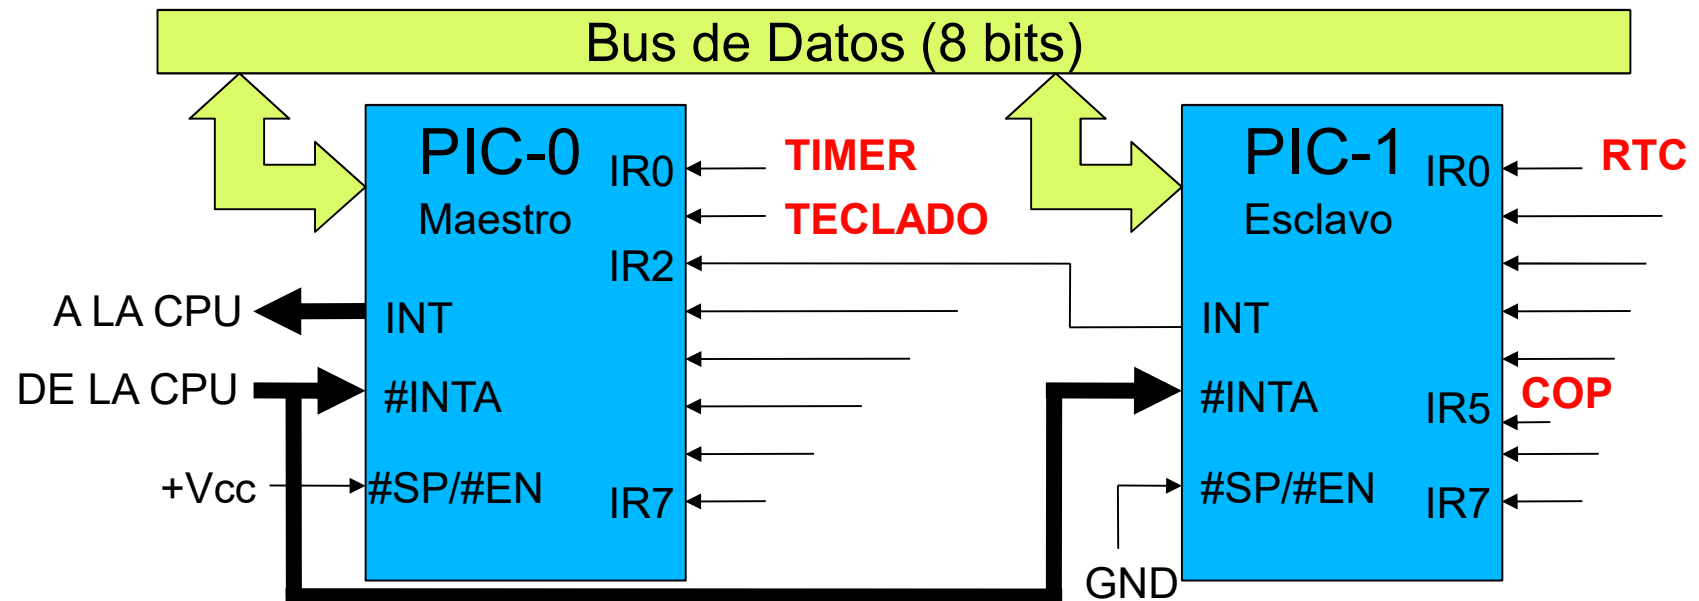 Bus de Datos (8 bits)
PIC-0
Maestro
IR0
TIMER
TECLADO
IR2
A LA CPU
INT
DE LA CPU
#INTA
+Vcc
#SP/#EN
IR7
PIC-1
Esclavo
IR0
RTC
INT
#INTA
IR5
COP
#SP/#EN
IR7
GND